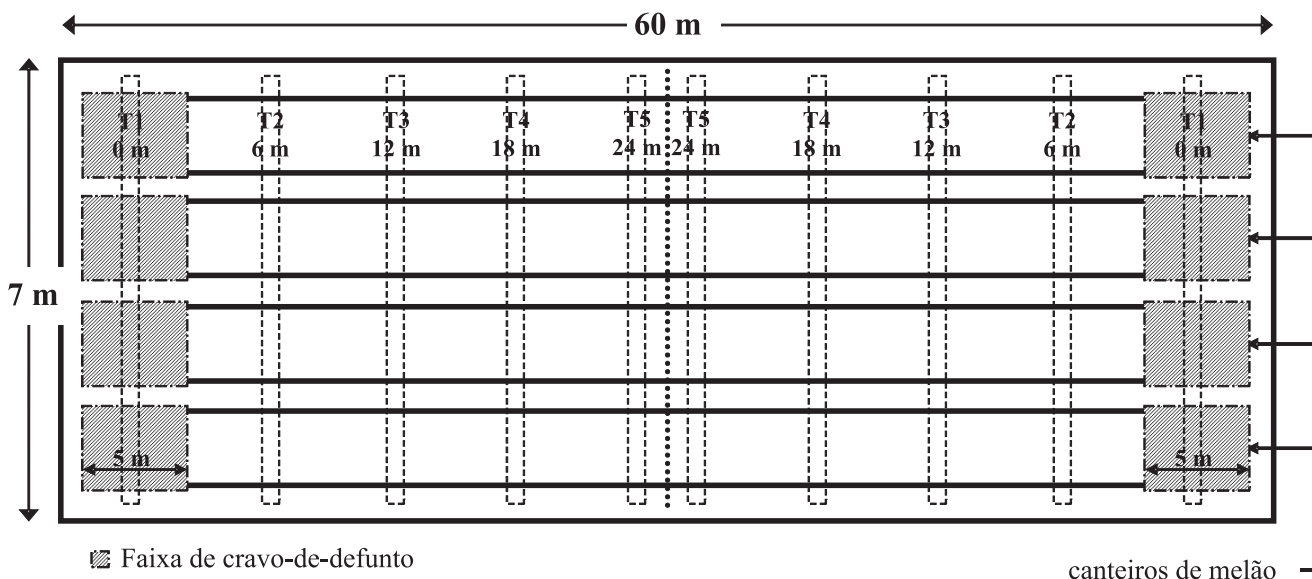 60 m
T1 T2 T3 T4 T5 T5 T4 T3 T2 T1
0 m 6 m 12 m 18 m 24 m 24 m 18 m 12 m 6 m 0 m
7 m
5 m 5 m
Faixa de cravo-de-defunto
canteiros de melão